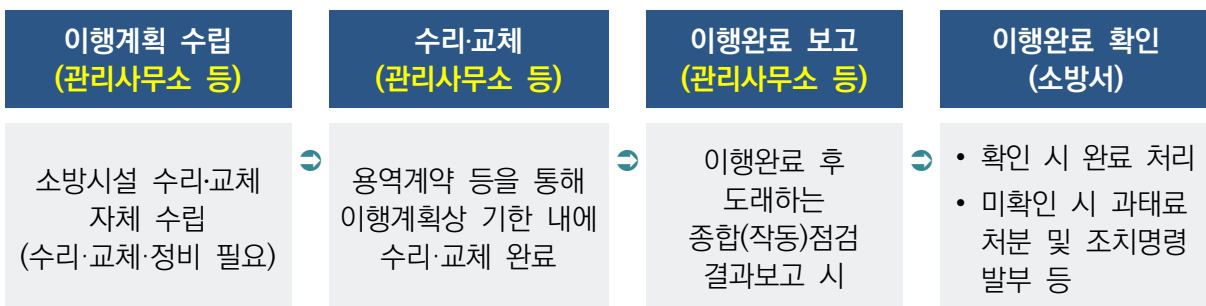 이행계획 수립
(관리사무소 등)
소방시설 수리·교체
자체 수립
(수리·교체·정비 필요)
수리·교체
(관리사무소 등)
용역계약 등을 통해
이행계획상 기한 내에
수리·교체 완료
이행완료 보고
(관리사무소 등)
이행완료 후
도래하는
종합(작동)점검
결과보고 시
이행완료 확인
(소방서)
• 확인 시 완료 처리
• 미확인 시 과태료
처분 및 조치명령
발부 등